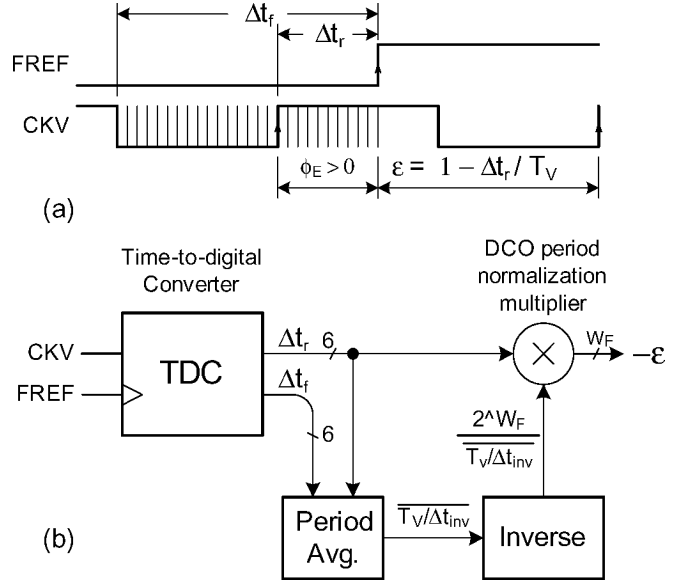 Δt_f
Δt_r
FREF
CKV
ϕ_E > 0
ε = 1 − Δt_r / T_V
(a)
Time-to-digital
Converter
DCO period
normalization
multiplier
CKV
FREF
TDC
Δt_r 6
Δt_f
6
×
W_F
−ε
2^W_F
T_v/Δt_inv
Period
Avg.
T_V/Δt_inv
Inverse
(b)